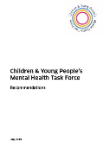 Children & Young People's
Mental Health Task Force
Recommendations